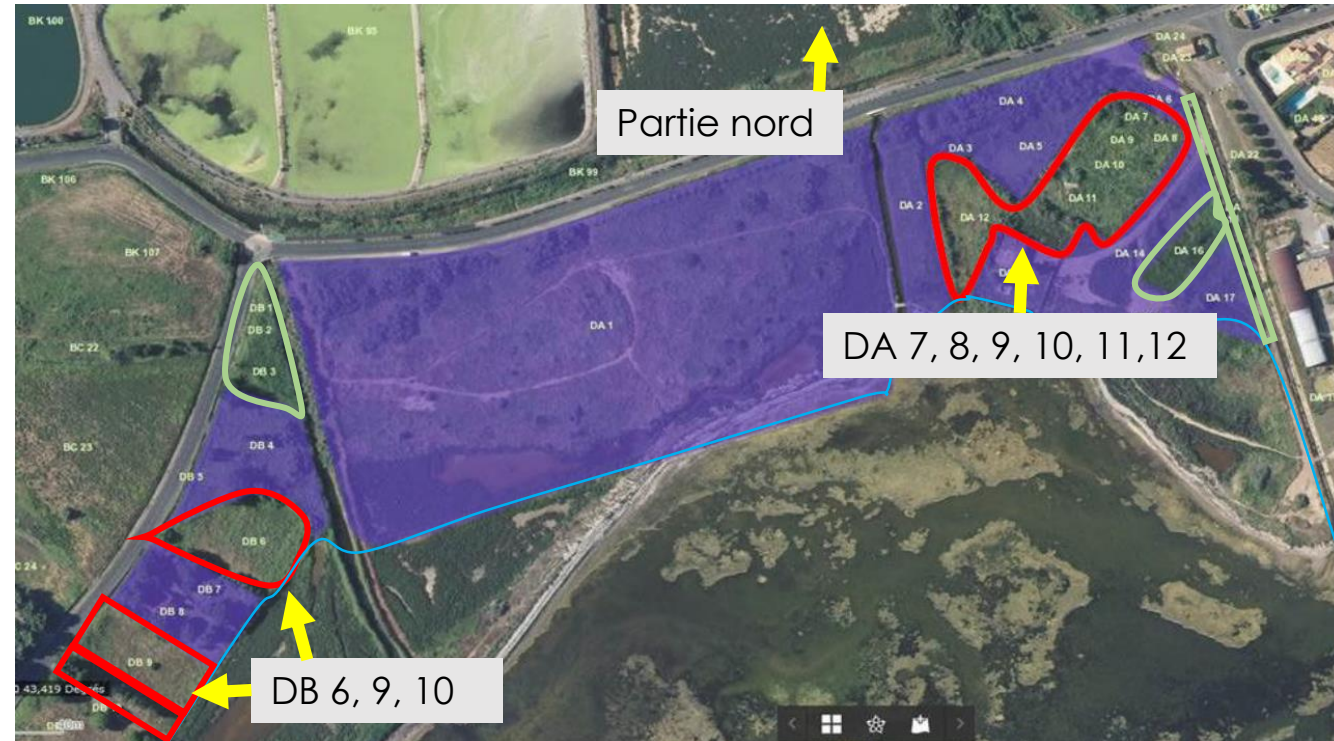 BK 100
BK 95
DA 24
DA 23
DA 4
DA 6
Partie nord
DA 7
DA 9
DA 8
DA 3
DA 5
DA 22
BK 99
DA 10
BK 106
DA 2
DA 11
DA 12
BK 107
DA 14
DA 16
DB 1
DB 2
DA 17
DA 1
BC 22
DB 3
DA 7, 8, 9, 10, 11,12
DB 4
BC 23
DB 5
DB 6
DB 7
DB 8
DB 9
DB 6, 9, 10